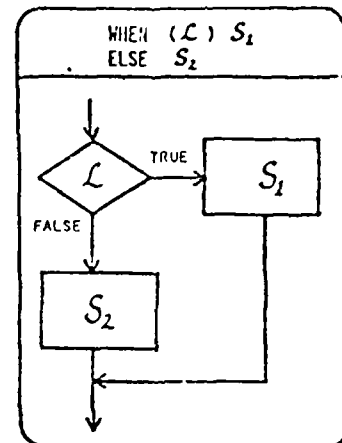 WHEN (ℒ) S₁
ELSE S₂
ℒ
TRUE
S₁
FALSE
S₂